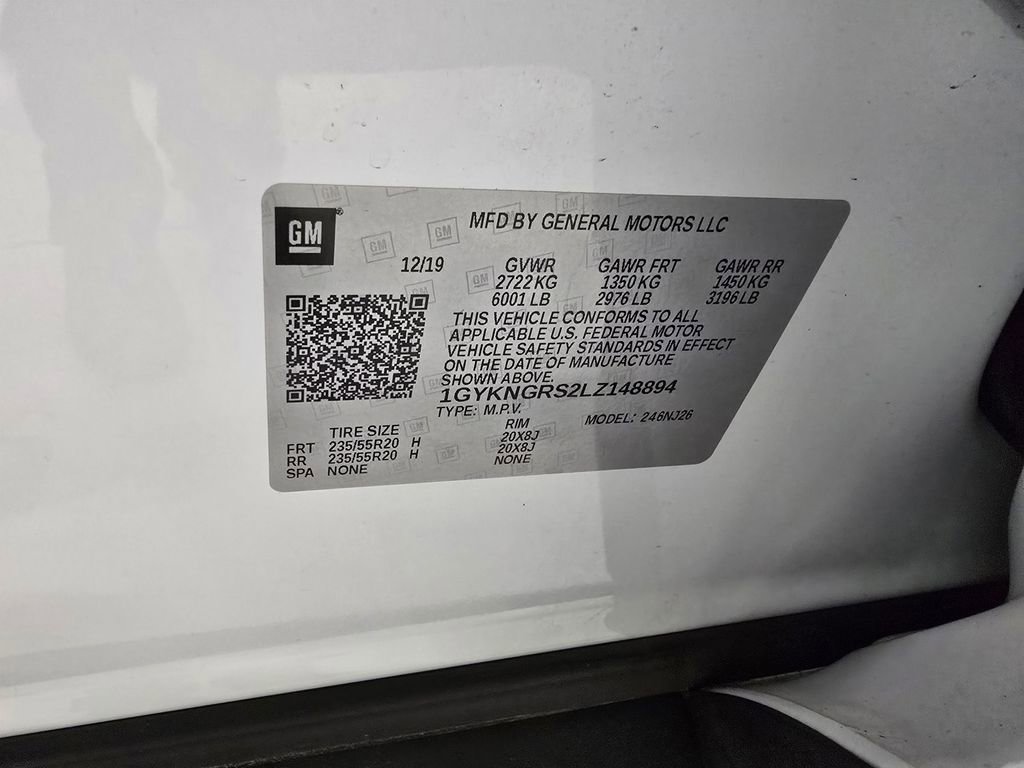 GM®
MFD BY GENERAL MOTORS LLC
12/19 GVWR GAWR FRT GAWR RR
2722 KG 1350 KG 1450 KG
6001 LB 2976 LB 3196 LB
THIS VEHICLE CONFORMS TO ALL
APPLICABLE U.S. FEDERAL MOTOR
VEHICLE SAFETY STANDARDS IN EFFECT
ON THE DATE OF MANUFACTURE
SHOWN ABOVE.
1GYKNGRS2LZ148894
TYPE: M.P.V. MODEL: 246NJ26
TIRE SIZE RIM
FRT 235/55R20 H 20X8J
RR 235/55R20 H 20X8J
SPA NONE NONE